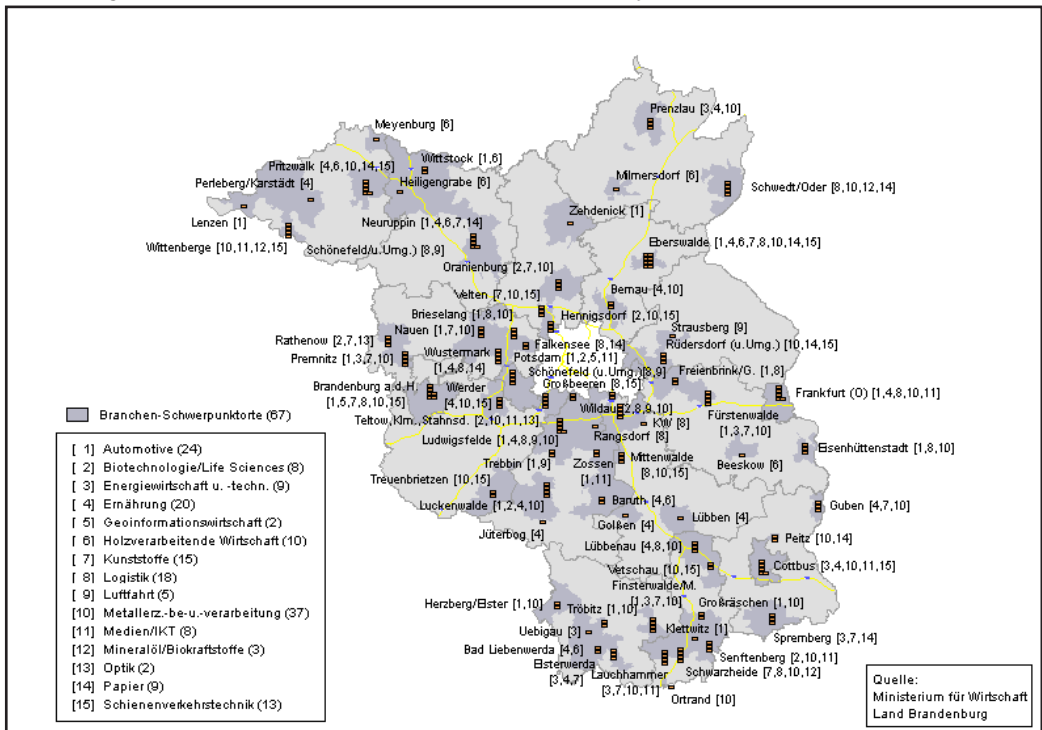 Prenzlau [3,4,10]
Meyenburg [6]
Wittstock [1,6]
Pritzwalk [4,6,10,14,15]
Milmersdorf [6]
Perleberg/Karstädt [4]
Heiligengrabe [6]
Schwedt/Oder [8,10,12,14]
Zehdenick [1]
Lenzen [1]
Neuruppin [1,4,6,7,14]
Wittenberge [10,11,12,15]
Schönefeld/u.Umg.) [8,9]
Eberswalde [1,4,6,7,8,10,14,15]
Oranienburg [2,7,10]
Bernau [4,10]
Velten [7,10,15]
Brieselang [1,8,10]
Hennigsdorf [2,10,15]
Strausberg [9]
Nauen [1,7,10]
Rathenow [2,7,13]
Falkensee [8,14]
Rüdersdorf (u.Umg.) [10,14,15]
Premnitz [1,3,7,10]
Wustermark
[1,4,8,14]
Potsdam [1,2,5,11]
Schönefeld (u.Umg.) [8,9]
Freienbrink/G. [1,8]
Brandenburg a.d.H.
[1,5,7,8,10,15]
Werder
[4,10,15]
Großbeeren [8,15]
Frankfurt (O) [1,4,8,10,11]
Wildau [2,8,9,10]
Teltow, Klm., Stahnsd. [2,10,11,13]
KW [8]
Fürstenwalde
[1,3,7,10]
Ludwigsfelde [1,4,8,9,10]
Rangsdorf [8]
Eisenhüttenstadt [1,8,10]
Trebbin [1,9]
Zossen
[1,11]
Mittenwalde
[8,10,15]
Beeskow [6]
Treuenbrietzen [10,15]
Luckenwalde [1,2,4,10]
Baruth [4,6]
Guben [4,7,10]
Golßen [4]
Lübben [4]
Jüterbog [4]
Peitz [10,14]
Lübbenau [4,8,10]
Vetschau [10,15]
Cottbus [3,4,10,11,15]
Finsterwalde/M.
[1,3,7,10]
Herzberg/Elster [1,10]
Tröbitz [1,10]
Großräschen [1,10]
Uebigau [3]
Klettwitz [1]
Spremberg [3,7,14]
Bad Liebenwerda [4,6]
Senftenberg [2,10,11]
Elsterwerda
[3,4,7]
Lauchhammer
[3,7,10,11]
Schwarzheide [7,8,10,12]
Ortrand [10]
Branchen-Schwerpunktorte (67)
[ 1] Automotive (24)
[ 2] Biotechnologie/Life Sciences (8)
[ 3] Energiewirtschaft u. -techn. (9)
[ 4] Ernährung (20)
[ 5] Geoinformationswirtschaft (2)
[ 6] Holzverarbeitende Wirtschaft (10)
[ 7] Kunststoffe (15)
[ 8] Logistik (18)
[ 9] Luftfahrt (5)
[10] Metallerz.-be-u.-verarbeitung (37)
[11] Medien/IKT (8)
[12] Mineralöl/Biokraftstoffe (3)
[13] Optik (2)
[14] Papier (9)
[15] Schienenverkehrstechnik (13)
Quelle:
Ministerium für Wirtschaft
Land Brandenburg